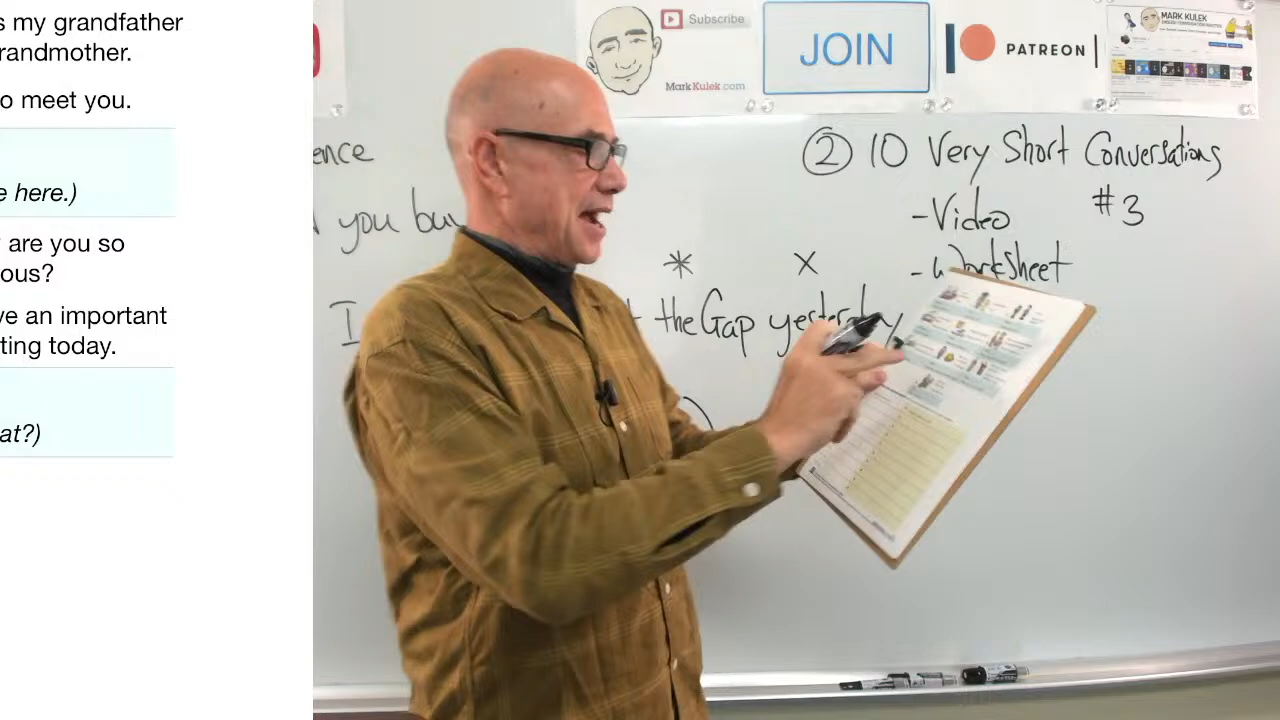 s my grandfather
randmother.
o meet you.
e here.)
are you so
ous?
ve an important
ting today.
at?)
Subscribe
MarkKulek.com
JOIN
PATREON
MARK KULEK
ence
you buy
I
the Gap yesterday
② 10 Very Short Conversations
#3
- Video
- Worksheet